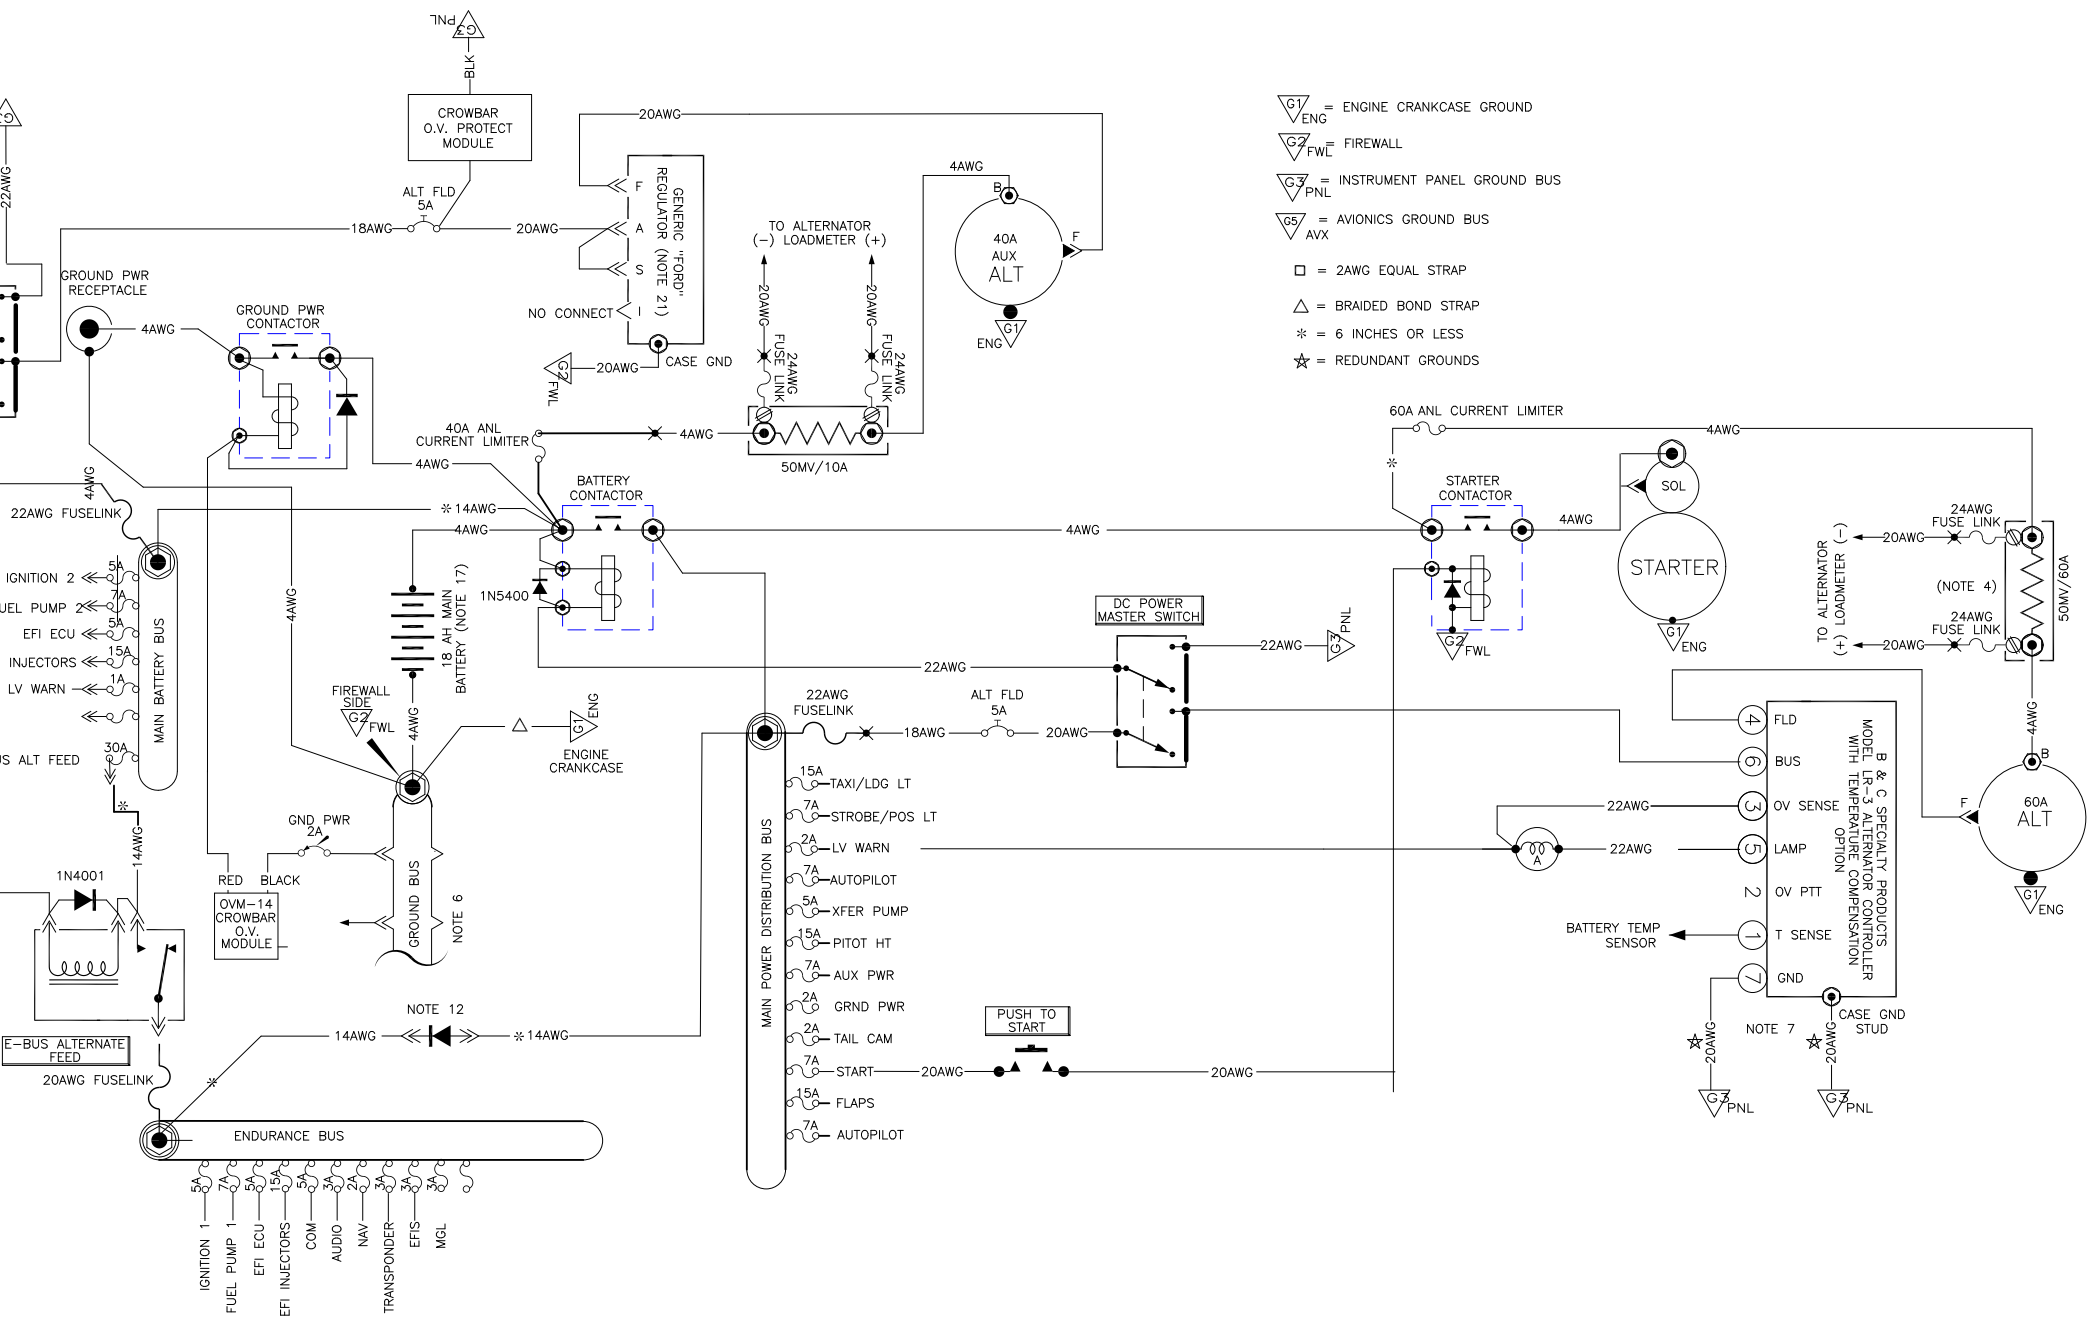 G3
PNL
BLK
CROWBAR
O.V. PROTECT
MODULE
22AWG
ALT FLD
5A
18AWG
20AWG
20AWG
F
A
S
I
GENERIC "FORD"
REGULATOR (NOTE 21)
NO CONNECT
CASE GND
20AWG
G2
FWL
TO ALTERNATOR
(-) LOADMETER (+)
20AWG
20AWG
24AWG
FUSE LINK
24AWG
FUSE LINK
4AWG
50MV/10A
4AWG
B
40A
AUX
ALT
F
G1
ENG
G1
ENG
= ENGINE CRANKCASE GROUND
G2
FWL
= FIREWALL
G3
PNL
= INSTRUMENT PANEL GROUND BUS
G5
AVX
= AVIONICS GROUND BUS
= 2AWG EQUAL STRAP
= BRAIDED BOND STRAP
* = 6 INCHES OR LESS
= REDUNDANT GROUNDS
GROUND PWR
RECEPTACLE
4AWG
GROUND PWR
CONTACTOR
40A ANL
CURRENT LIMITER
4AWG
4AWG
22AWG FUSELINK
* 14AWG
4AWG
BATTERY
CONTACTOR
4AWG
1N5400
60A ANL CURRENT LIMITER
*
4AWG
STARTER
CONTACTOR
G2
FWL
4AWG
SOL
STARTER
G1
ENG
TO ALTERNATOR
(+) LOADMETER (-)
20AWG
24AWG
FUSE LINK
(NOTE 4)
20AWG
24AWG
FUSE LINK
50MV/60A
4AWG
B
60A
ALT
F
G1
ENG
IGNITION 2
5A
UEL PUMP 2
7A
EFI ECU
5A
INJECTORS
15A
LV WARN
1A
S ALT FEED
30A
MAIN BATTERY BUS
*
14AWG
4AWG
18 AH MAIN
BATTERY (NOTE 17)
FIREWALL
SIDE
G2
FWL
4AWG
G1
ENG
ENGINE
CRANKCASE
GND PWR
2A
RED
BLACK
OVM-14
CROWBAR
O.V.
MODULE
GROUND BUS
NOTE 6
1N4001
E-BUS ALTERNATE
FEED
20AWG FUSELINK
*
14AWG
NOTE 12
* 14AWG
ENDURANCE BUS
5A
7A
5A
15A
5A
3A
2A
3A
3A
3A
IGNITION 1
FUEL PUMP 1
EFI ECU
EFI INJECTORS
COM
AUDIO
NAV
TRANSPONDER
EFIS
MGL
DC POWER
MASTER SWITCH
22AWG
22AWG
G3
PNL
22AWG
FUSELINK
18AWG
ALT FLD
5A
20AWG
MAIN POWER DISTRIBUTION BUS
15A
TAXI/LDG LT
7A
STROBE/POS LT
2A
LV WARN
7A
AUTOPILOT
5A
XFER PUMP
15A
PITOT HT
7A
AUX PWR
2A
GRND PWR
2A
TAIL CAM
7A
START
15A
FLAPS
7A
AUTOPILOT
20AWG
PUSH TO
START
20AWG
22AWG
A
22AWG
4 FLD
6 BUS
3 OV SENSE
5 LAMP
2 OV PTT
1 T SENSE
7 GND
B & C SPECIALTY PRODUCTS
MODEL LR-3 ALTERNATOR CONTROLLER
WITH TEMPERATURE COMPENSATION
OPTION
BATTERY TEMP
SENSOR
20AWG
G3
PNL
NOTE 7
CASE GND
STUD
20AWG
G3
PNL